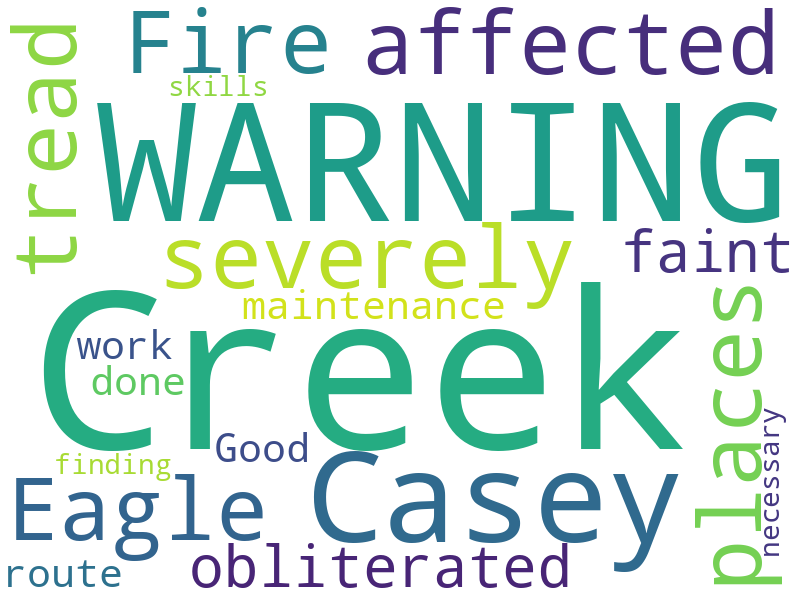 Fire affected
skills
tread
WARNING
severely
faint
maintenance
Creek
work
done
places
Good
necessary
finding
Eagle Casey
obliterated
route